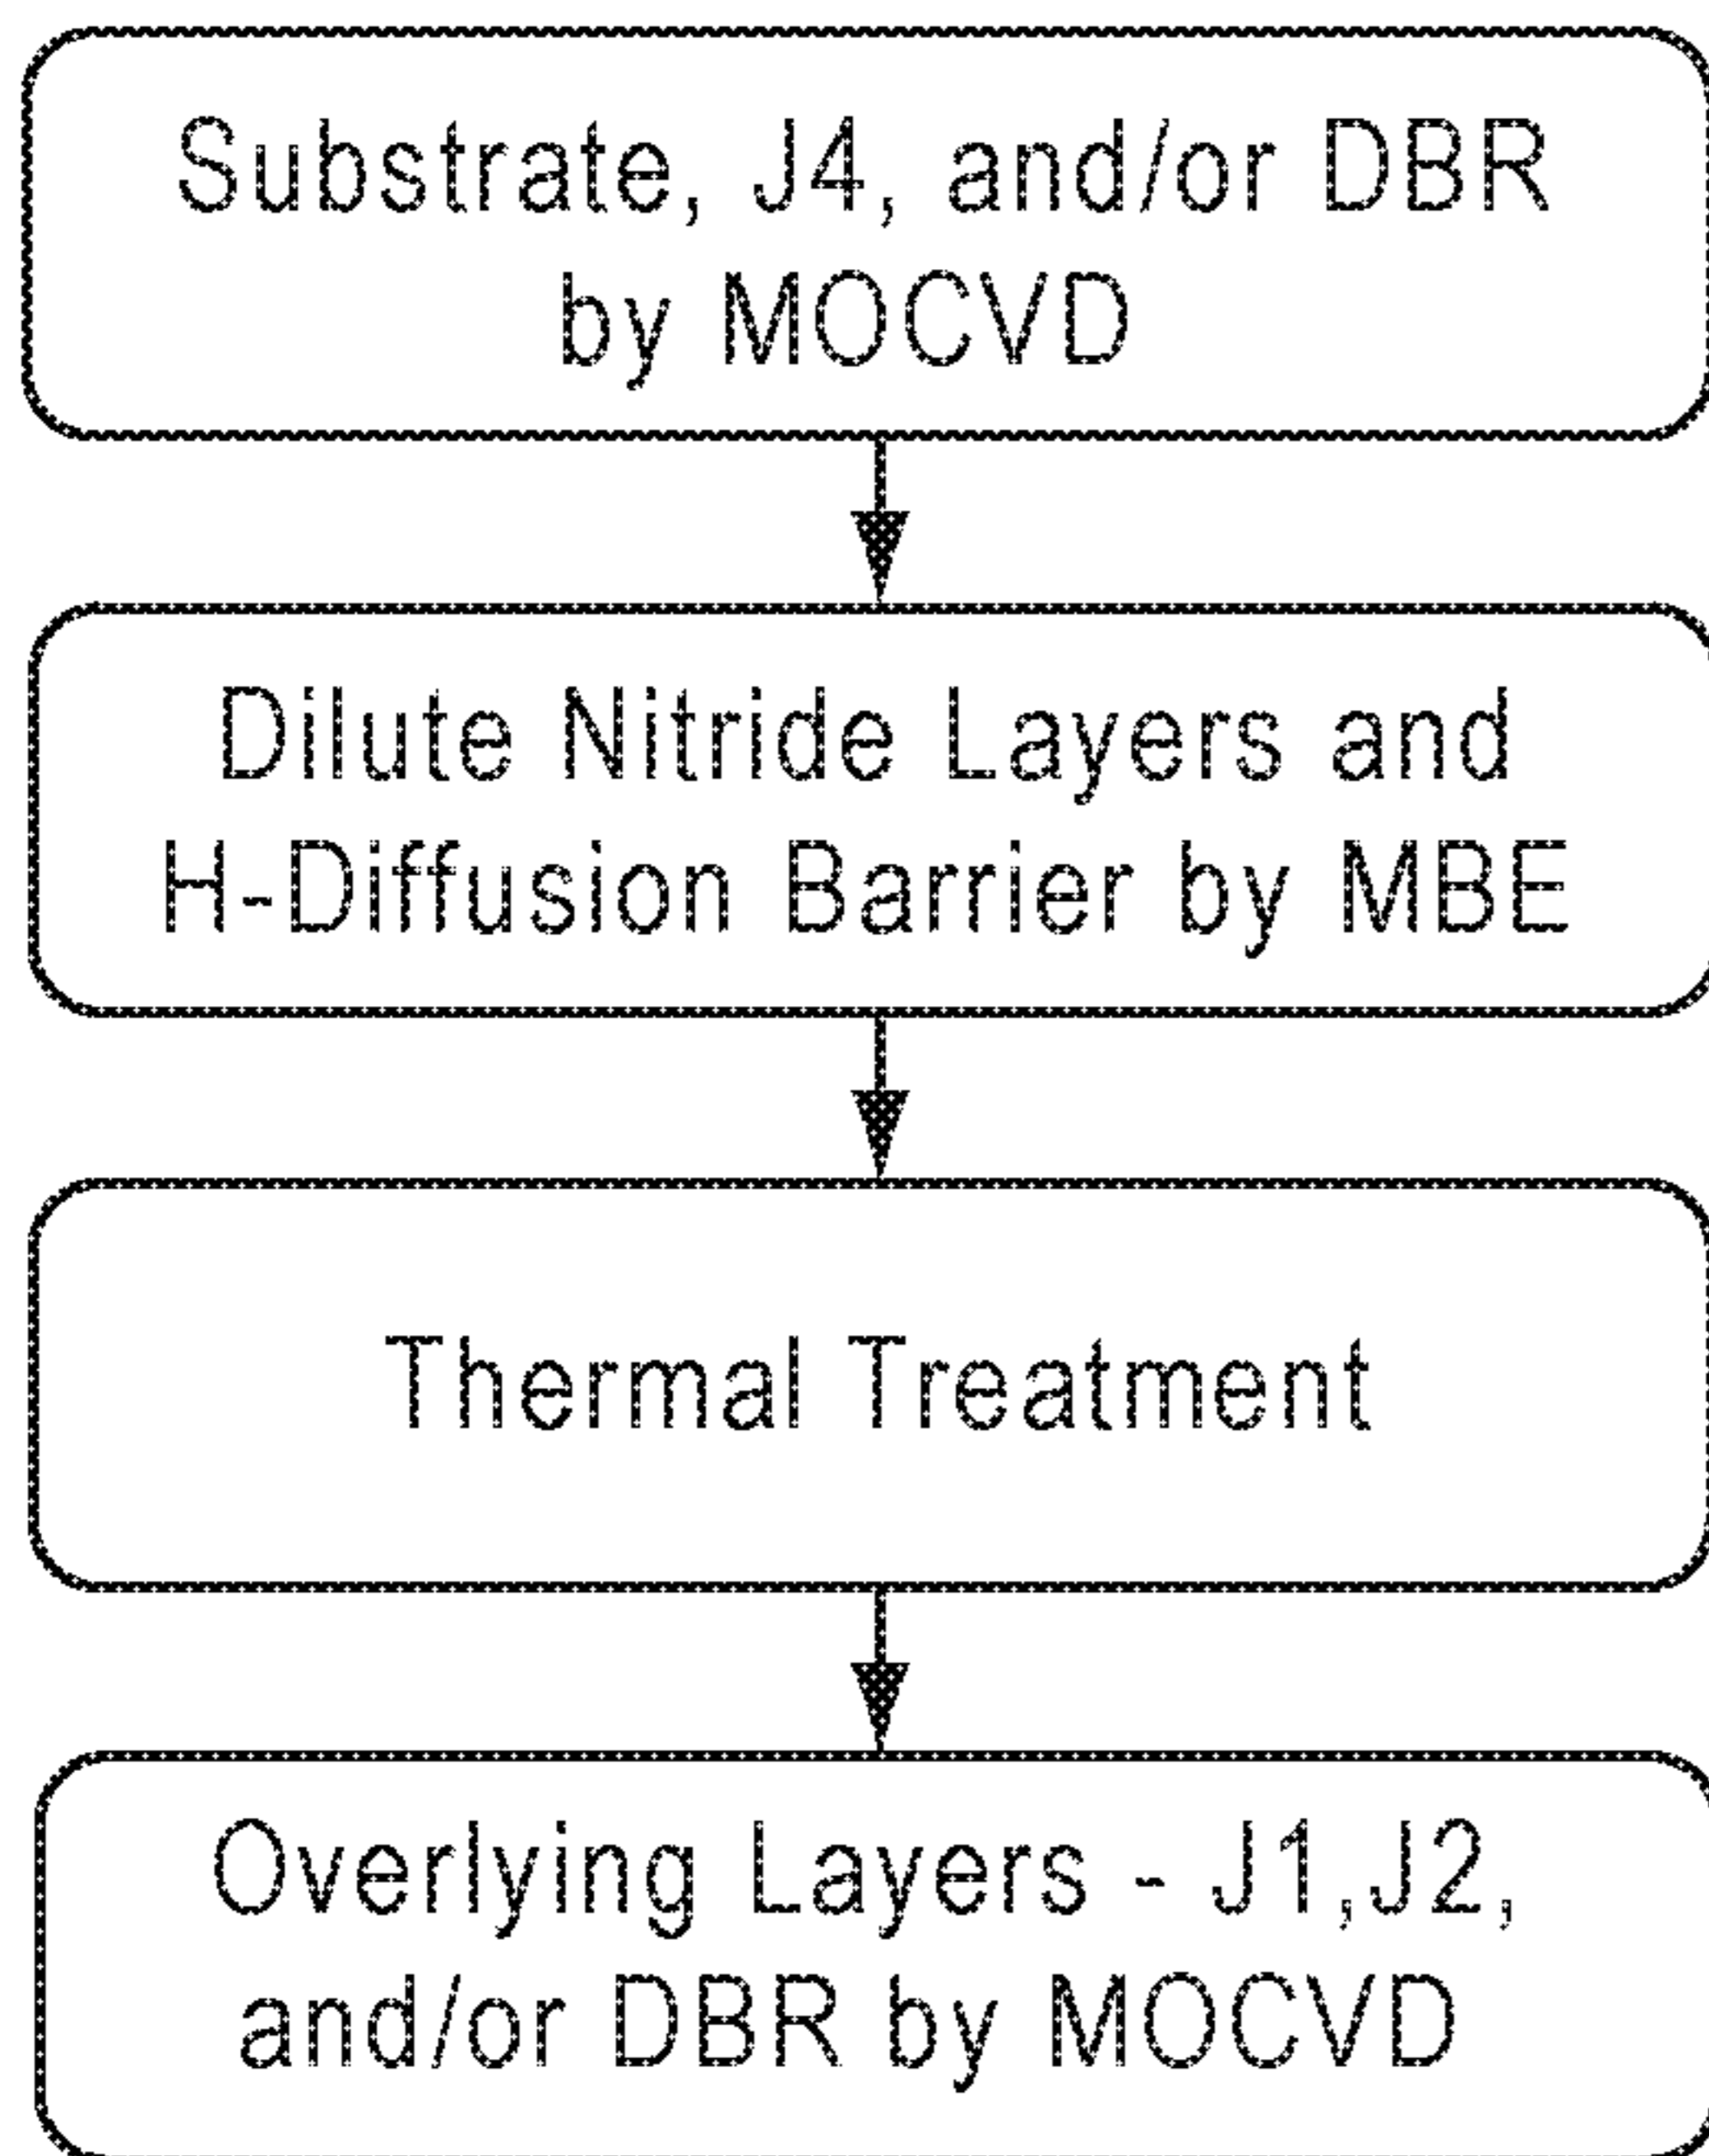 Substrate, J4, and/or DBR
by MOCVD
Dilute Nitride Layers and
H-Diffusion Barrier by MBE
Thermal Treatment
Overlying Layers - J1,J2,
and/or DBR by MOCVD